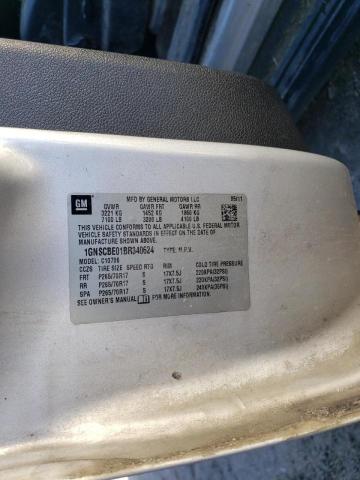 GM
MFD BY GENERAL MOTORS LLC 05/11
GVWR GAWR FRT GAWR RR
3221 KG 1452 KG 1860 KG
7100 LB 3200 LB 4100 LB
THIS VEHICLE CONFORMS TO ALL APPLICABLE U.S. FEDERAL MOTOR
VEHICLE SAFETY STANDARDS IN EFFECT ON THE DATE OF
MANUFACTURE SHOWN ABOVE.
1GNSCBE01BR340624 TYPE: M.P.V.
MODEL: C10706
CCZS TIRE SIZE SPEED RTG RIM COLD TIRE PRESSURE
FRT P265/70R17 S 17X7.5J 220KPA(32PSI)
RR P265/70R17 S 17X7.5J 220KPA(32PSI)
SPA P265/70R17 S 17X7.5J 240KPA(35PSI)
SEE OWNER'S MANUAL FOR MORE INFORMATION.